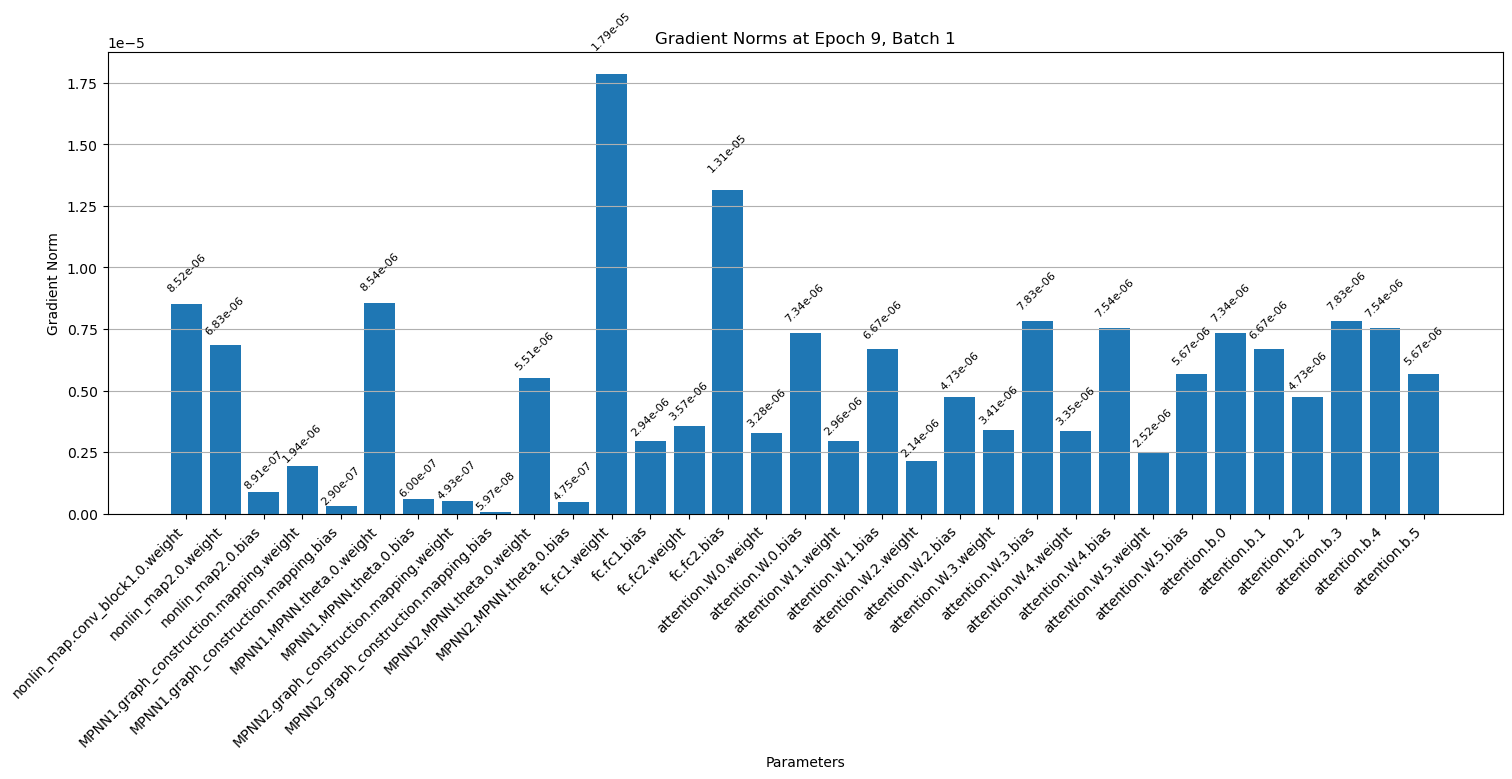 Gradient Norms at Epoch 9, Batch 1
1e−5
Gradient Norm
1.75
1.50
1.25
1.00
0.75
0.50
0.25
0.00
8.52e-06
6.83e-06
8.91e-07
1.94e-06
2.90e-07
8.54e-06
6.00e-07
4.93e-07
5.97e-08
5.51e-06
4.75e-07
1.79e-05
2.94e-06
3.57e-06
1.31e-05
3.28e-06
7.34e-06
2.96e-06
6.67e-06
2.14e-06
4.73e-06
3.41e-06
7.83e-06
3.35e-06
7.54e-06
2.52e-06
5.67e-06
7.34e-06
6.67e-06
4.73e-06
7.83e-06
7.54e-06
5.67e-06
nonlin_map.conv_block1.0.weight
nonlin_map2.0.weight
nonlin_map2.0.bias
MPNN1.graph_construction.mapping.weight
MPNN1.graph_construction.mapping.bias
MPNN1.MPNN.theta.0.weight
MPNN1.MPNN.theta.0.bias
MPNN2.graph_construction.mapping.weight
MPNN2.graph_construction.mapping.bias
MPNN2.MPNN.theta.0.weight
MPNN2.MPNN.theta.0.bias
fc.fc1.weight
fc.fc1.bias
fc.fc2.weight
fc.fc2.bias
attention.W.0.weight
attention.W.0.bias
attention.W.1.weight
attention.W.1.bias
attention.W.2.weight
attention.W.2.bias
attention.W.3.weight
attention.W.3.bias
attention.W.4.weight
attention.W.4.bias
attention.W.5.weight
attention.W.5.bias
attention.b.0
attention.b.1
attention.b.2
attention.b.3
attention.b.4
attention.b.5
Parameters